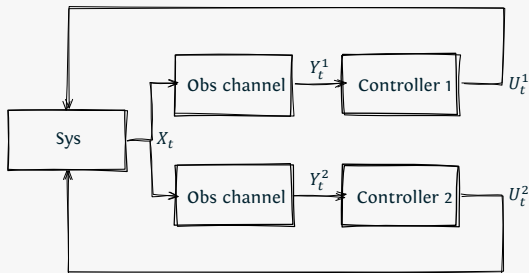 Y_t^1
Obs channel
Controller 1
U_t^1
Sys
X_t
Y_t^2
Obs channel
Controller 2
U_t^2